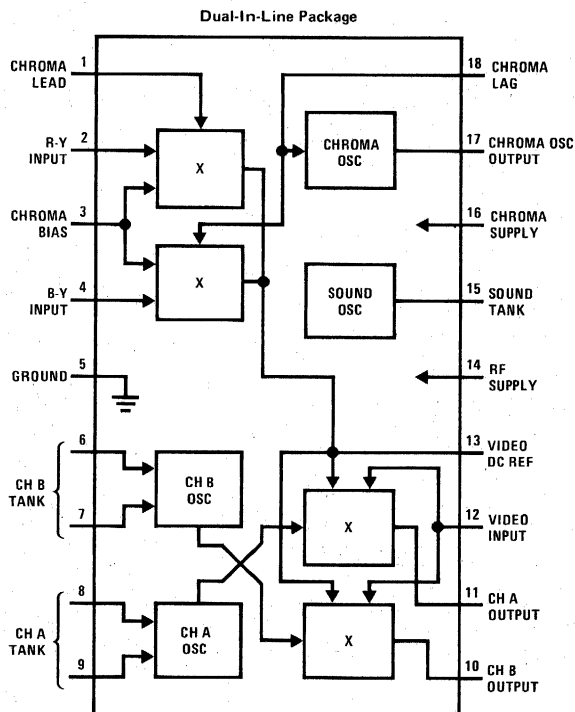 Dual-In-Line Package
CHROMA
LEAD
1
R-Y
INPUT
2
CHROMA
BIAS
3
B-Y
INPUT
4
GROUND
5
CH B
TANK
6
7
CH A
TANK
8
9
X
X
CHROMA
OSC
SOUND
OSC
CH B
OSC
CH A
OSC
X
X
18
CHROMA
LAG
17
CHROMA OSC
OUTPUT
16
CHROMA
SUPPLY
15
SOUND
TANK
14
RF
SUPPLY
13
VIDEO
DC REF
12
VIDEO
INPUT
11
CH A
OUTPUT
10
CH B
OUTPUT